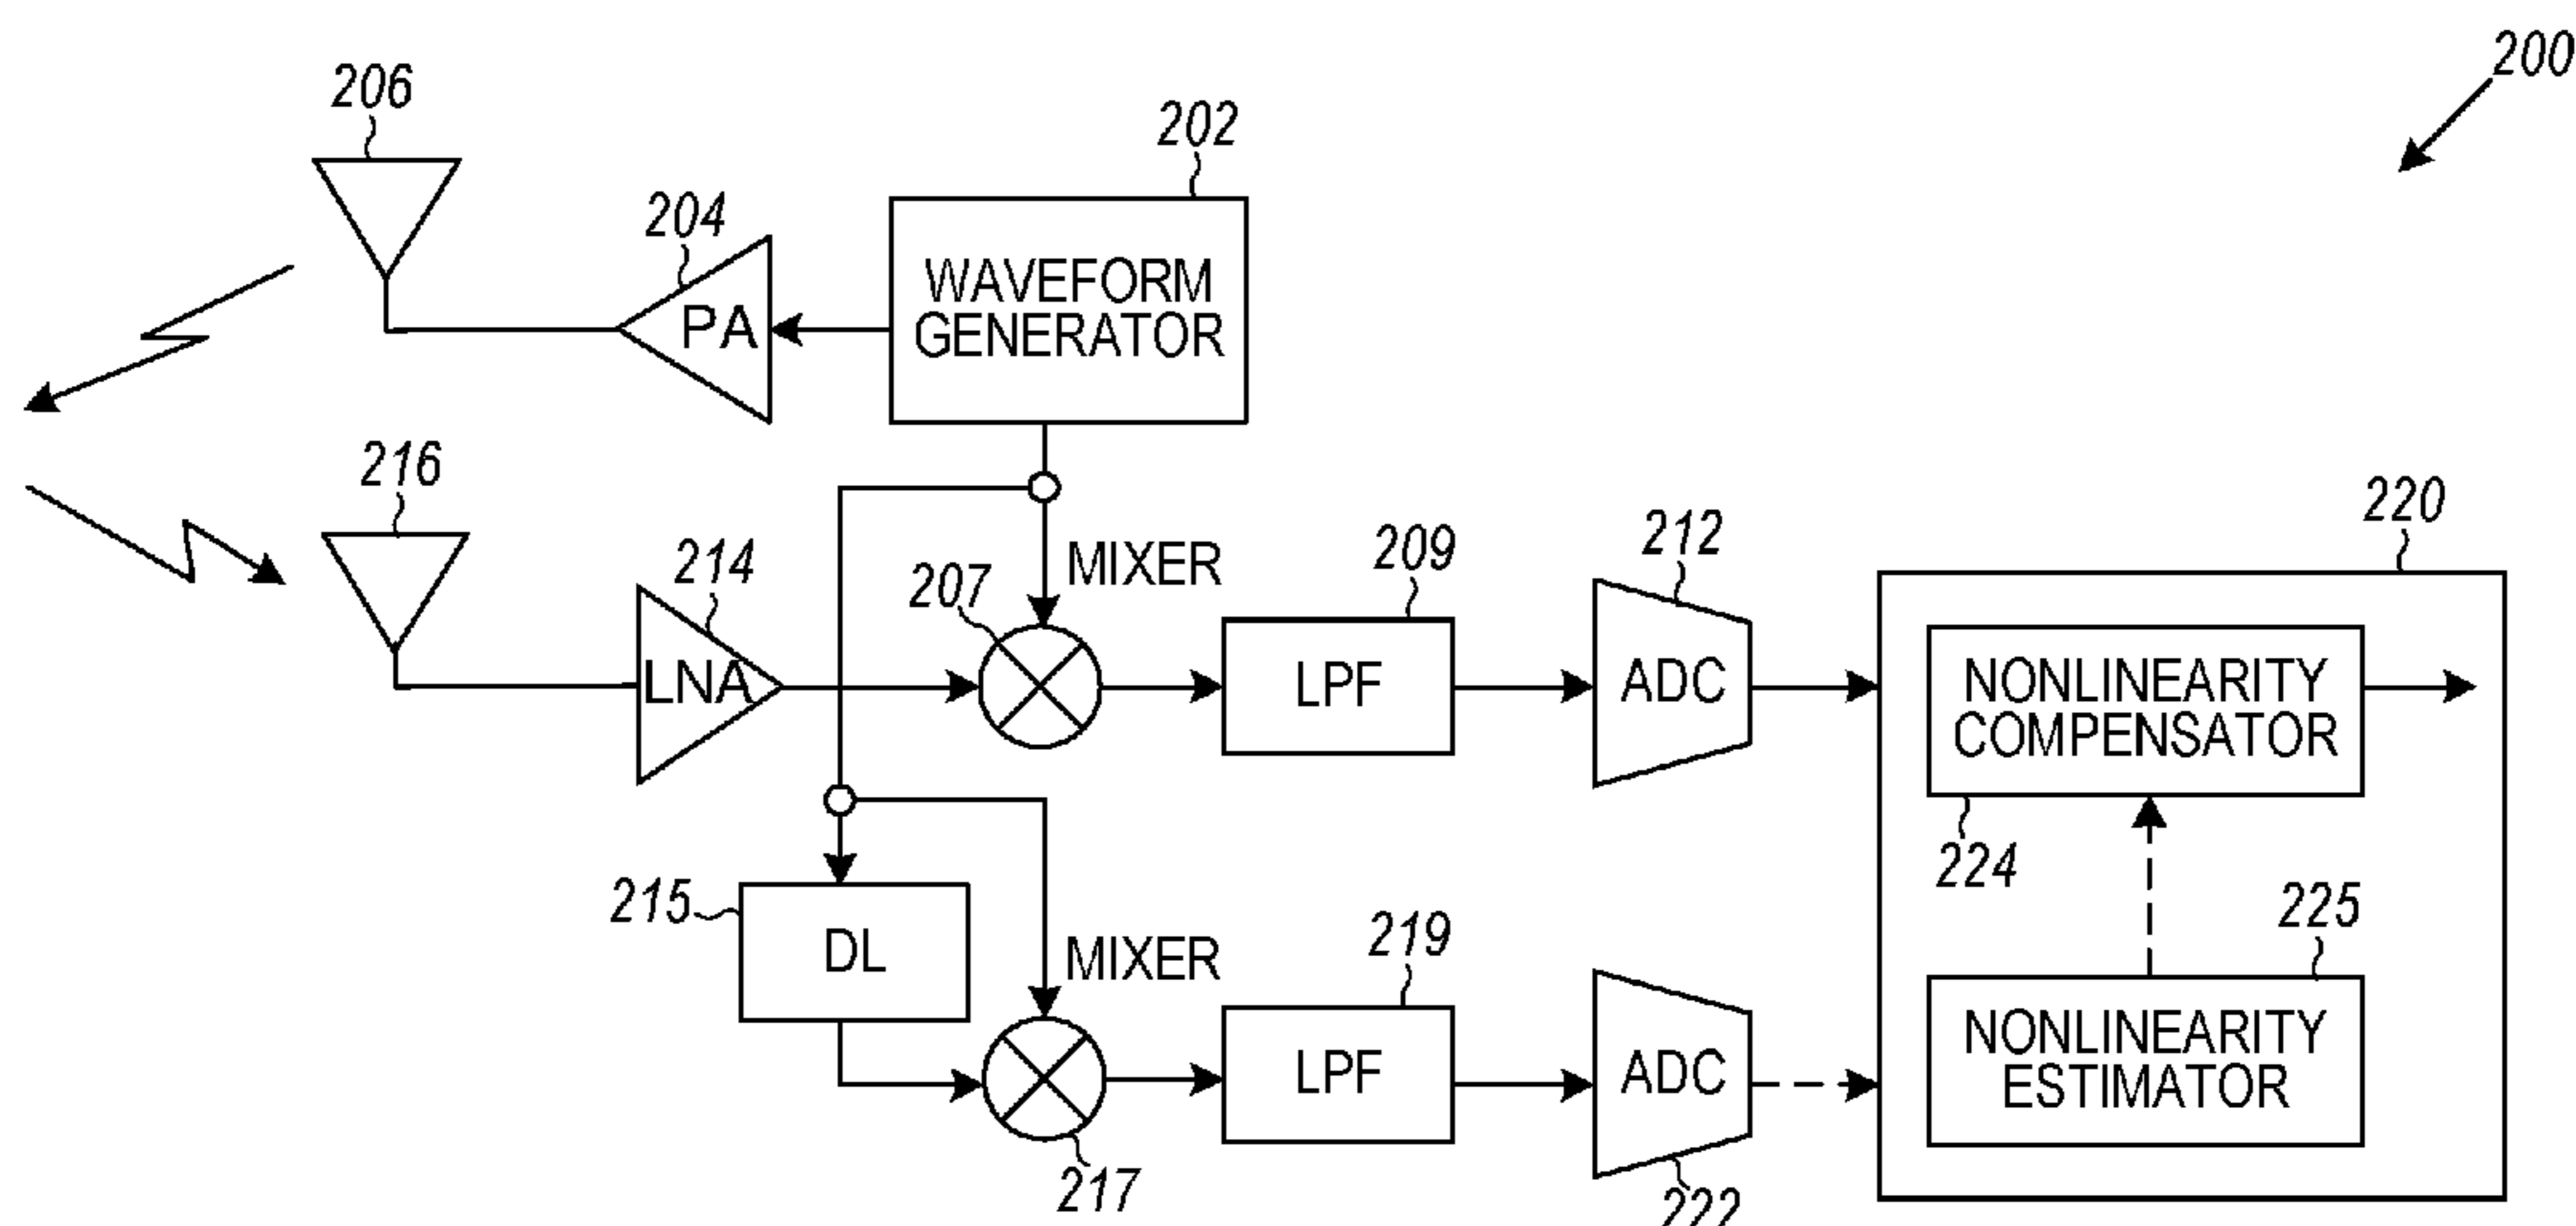 200
206
202
204
WAVEFORM
GENERATOR
PA
216
220
212
209
214
MIXER
207
LNA
LPF
ADC
NONLINEARITY
COMPENSATOR
224
215
225
219
DL
MIXER
LPF
ADC
NONLINEARITY
ESTIMATOR
217
222